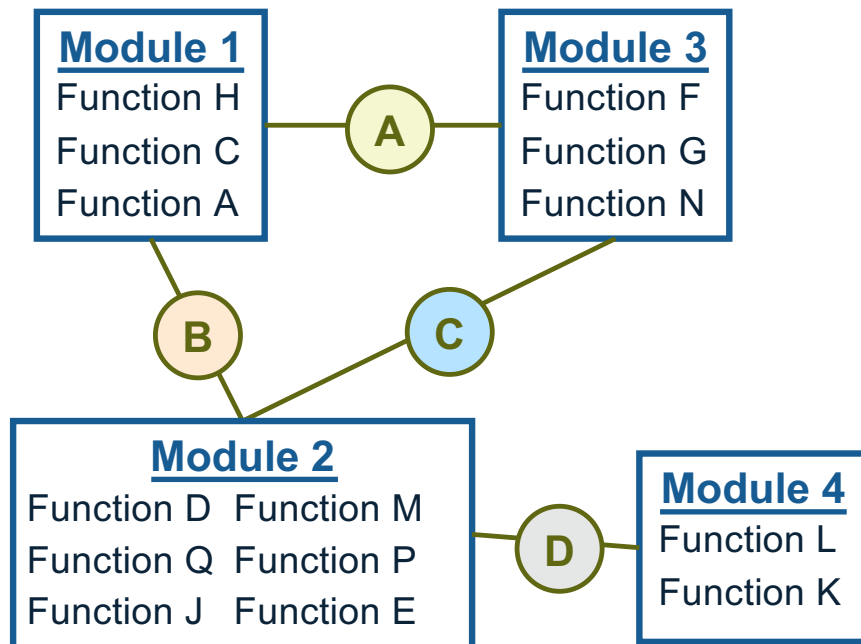 Module 1
Function H
Function C
Function A
A
Module 3
Function F
Function G
Function N
B
C
Module 2
Function D Function M
Function Q Function P
Function J Function E
D
Module 4
Function L
Function K